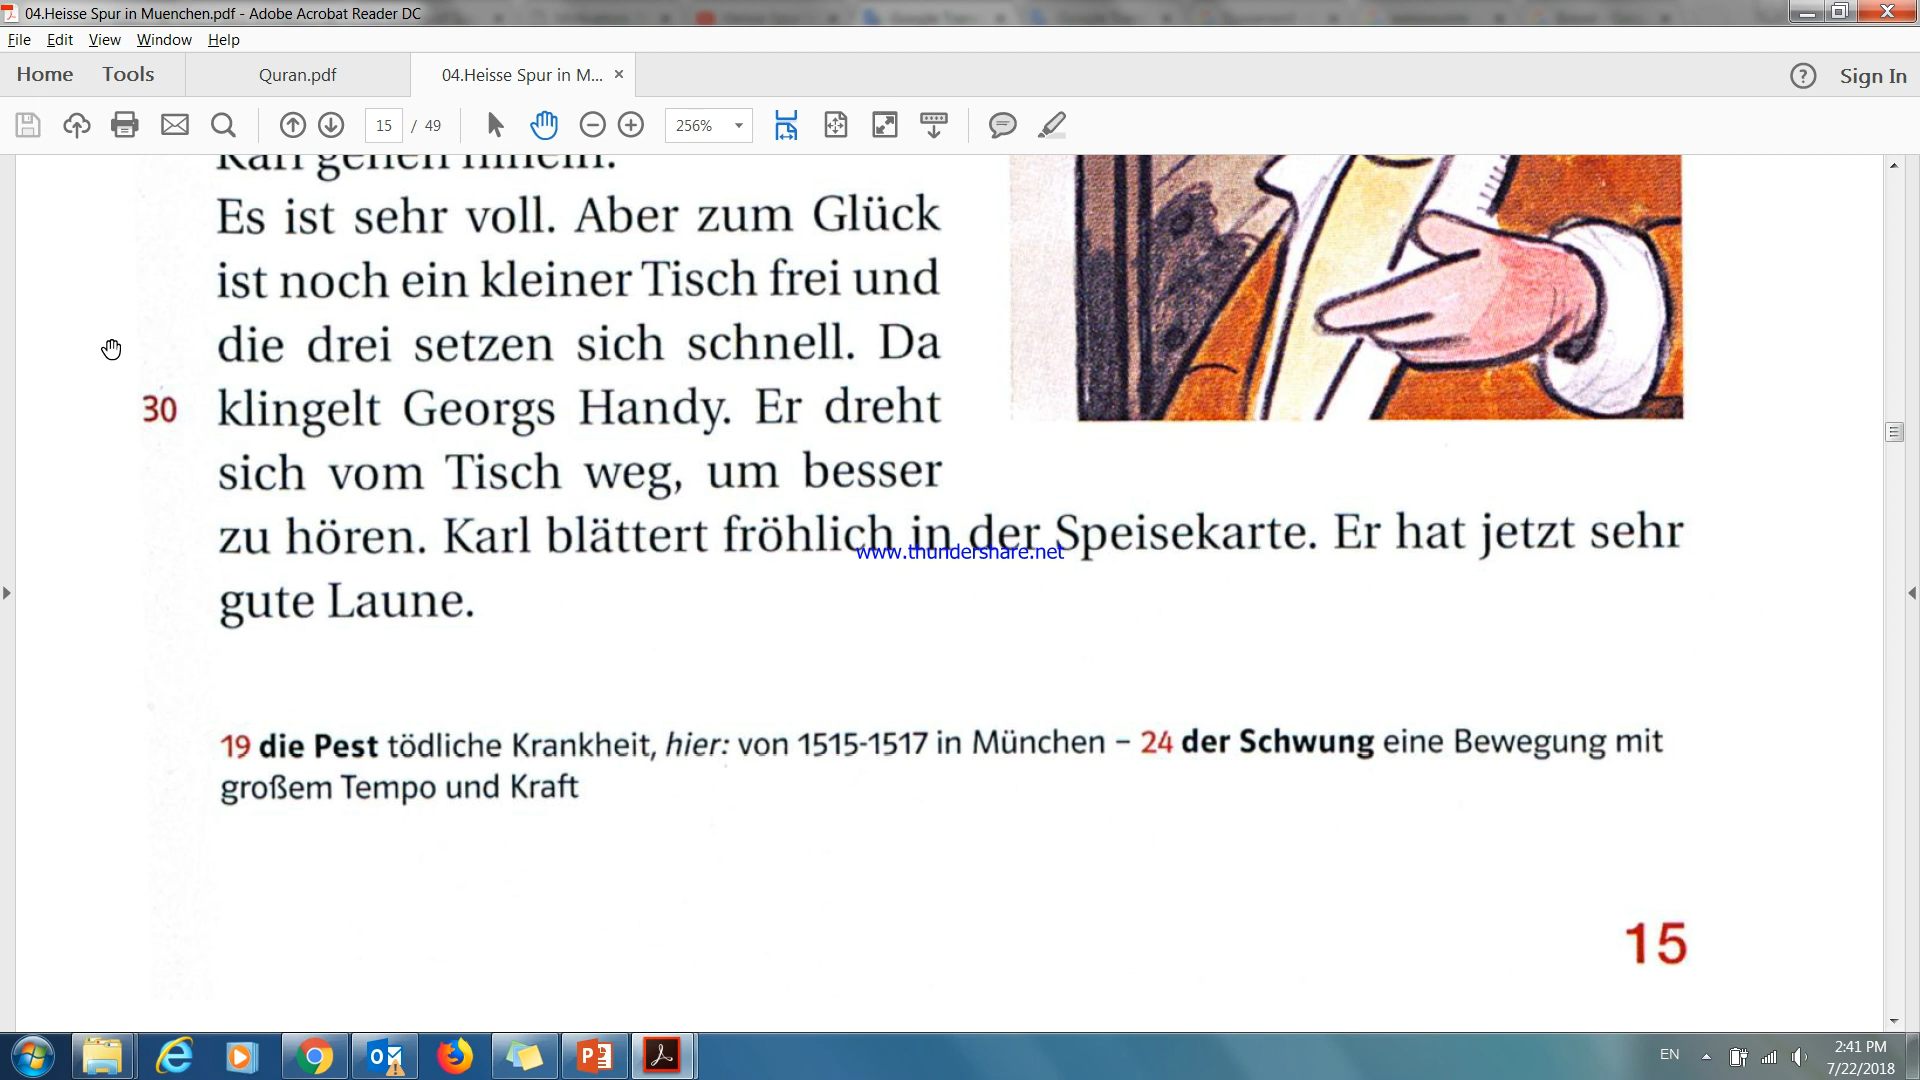 04.Heisse Spur in Muenchen.pdf - Adobe Acrobat Reader DC
File Edit View Window Help
Home Tools Quran.pdf 04.Heisse Spur in M... × ? Sign In
15 / 49 256%
Karl gehen hinein.
Es ist sehr voll. Aber zum Glück
ist noch ein kleiner Tisch frei und
die drei setzen sich schnell. Da
30 klingelt Georgs Handy. Er dreht
sich vom Tisch weg, um besser
zu hören. Karl blättert fröhlich in der Speisekarte. Er hat jetzt sehr
www.thundershare.net
gute Laune.
19 die Pest tödliche Krankheit, hier: von 1515-1517 in München – 24 der Schwung eine Bewegung mit
großem Tempo und Kraft
15
EN 2:41 PM
7/22/2018